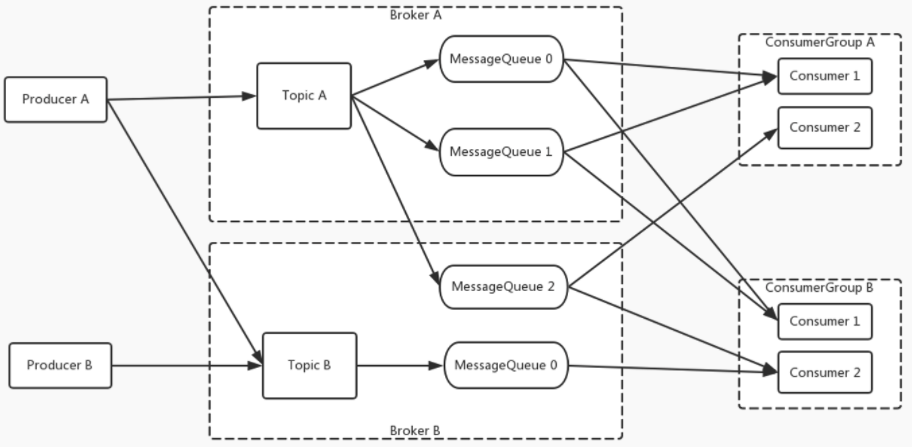 Broker A
MessageQueue 0
ConsumerGroup A
Consumer 1
Producer A
Topic A
Consumer 2
MessageQueue 1
MessageQueue 2
ConsumerGroup B
Consumer 1
Producer B
Topic B
MessageQueue 0
Consumer 2
Broker B